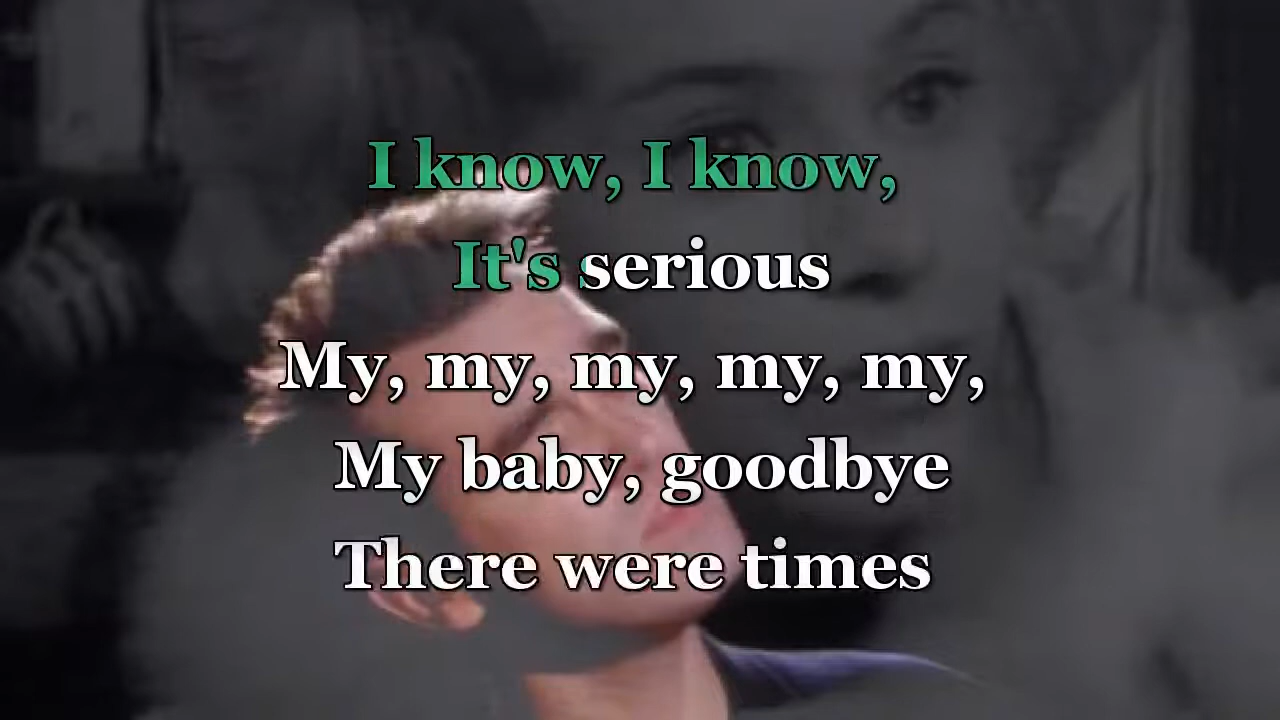 I know, I know,
It's serious
My, my, my, my, my,
My baby, goodbye
There were times